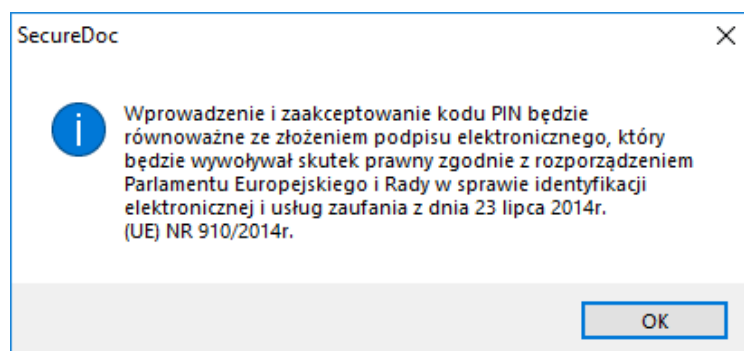 SecureDoc
Wprowadzenie i zaakceptowanie kodu PIN będzie
równoważne ze złożeniem podpisu elektronicznego, który
będzie wywoływał skutek prawny zgodnie z rozporządzeniem
Parlamentu Europejskiego i Rady w sprawie identyfikacji
elektronicznej i usług zaufania z dnia 23 lipca 2014r.
(UE) NR 910/2014r.
OK